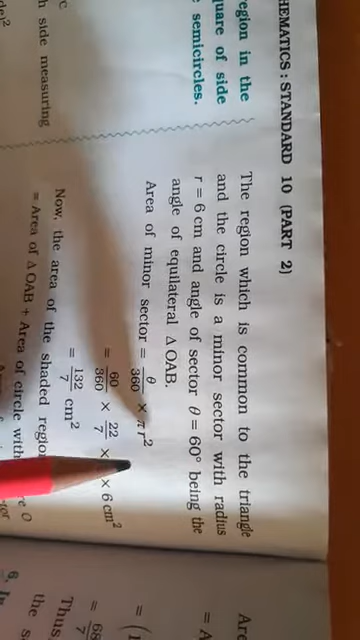 HEMATICS : STANDARD 10 (PART 2)
region in the
uare of side
semicircles.
h side measuring
The region which is common to the triangle
and the circle is a minor sector with radius
r = 6 cm and angle of sector θ = 60° being the
angle of equilateral Δ OAB.
Area of minor sector = θ/360 × πr²
= 60/360 × 22/7 × × 6 cm²
= 132/7 cm²
Now, the area of the shaded regio
= Area of Δ OAB + Area of circle with re O
Are
=
= (
= 68/7
Thus,
the s
6. In